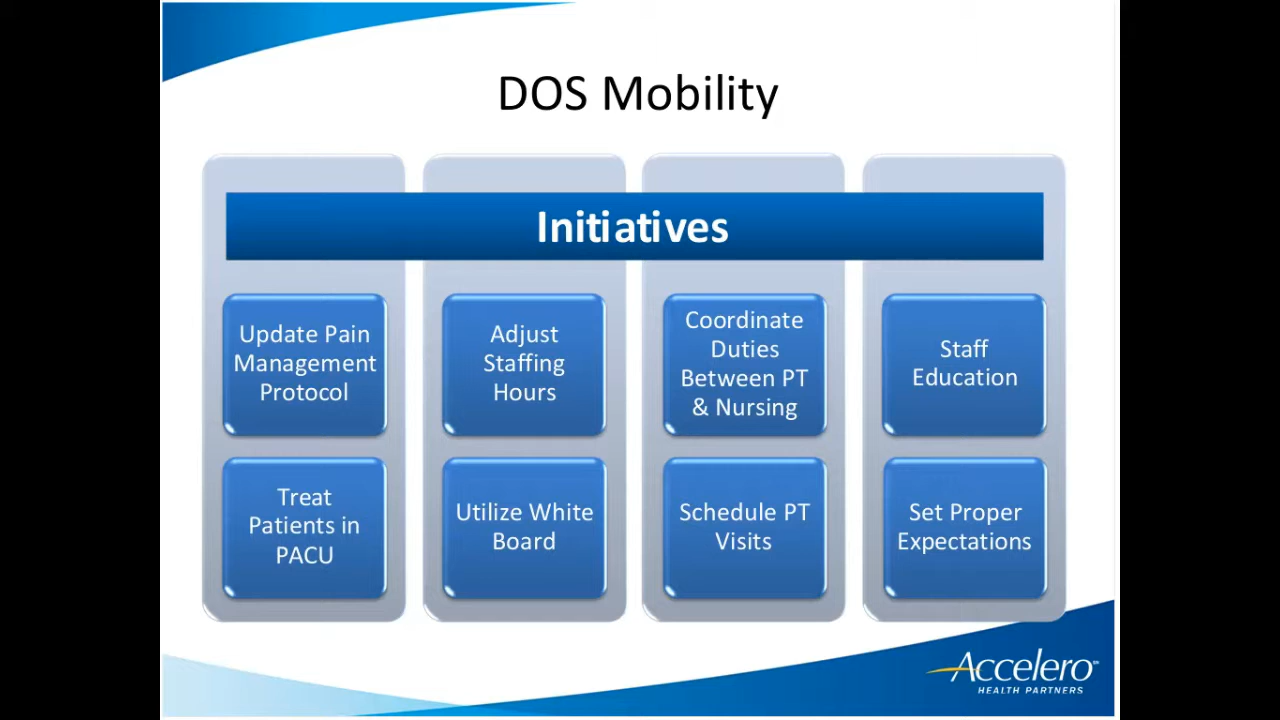 DOS Mobility
Initiatives
Update Pain
Management
Protocol
Adjust
Staffing
Hours
Coordinate
Duties
Between PT
& Nursing
Staff
Education
Treat
Patients in
PACU
Utilize White
Board
Schedule PT
Visits
Set Proper
Expectations
Accelero℠
HEALTH PARTNERS